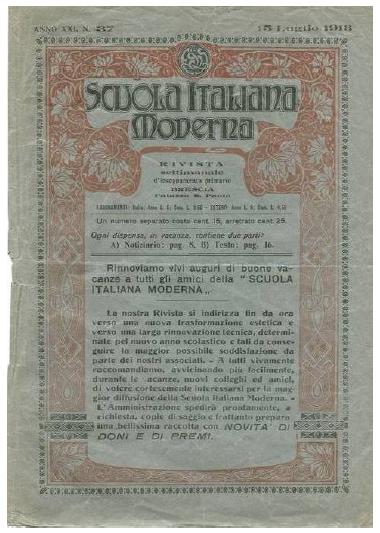 ANNO XXI. N. 37 15 Luglio 1913
SCUOLA ITALIANA
MODERNA
RIVISTA
settimanale
d'insegnamento primario
BRESCIA
Un numero separato costa cent. 15, arretrato cent. 25.
Ogni dispensa, in vacanza, contiene due parti:
A) Notiziario: pag. 8. B) Testo: pag. 16.
Rinnoviamo vivi auguri di buone va-
canze a tutti gli amici della "SCUOLA
ITALIANA MODERNA„
La nostra Rivista si indirizza fin da ora
verso una nuova trasformazione estetica e
verso una larga rinnovazione tecnica, determi-
nate pel nuovo anno scolastico e tali da conse-
guire la maggior possibile soddisfazione da
parte dei nostri associati. - A tutti vivamente
raccomandiamo, avvicinando più facilmente,
durante le vacanze, nuovi colleghi ed amici,
di volere cortesemente interessarsi per la mag-
gior diffusione della Scuola Italiana Moderna. -
L'Amministrazione spedirà prontamente, a
richiesta, copie di saggio e frattanto prepara
una bellissima raccolta con NOVITA' DI
DONI E DI PREMI.